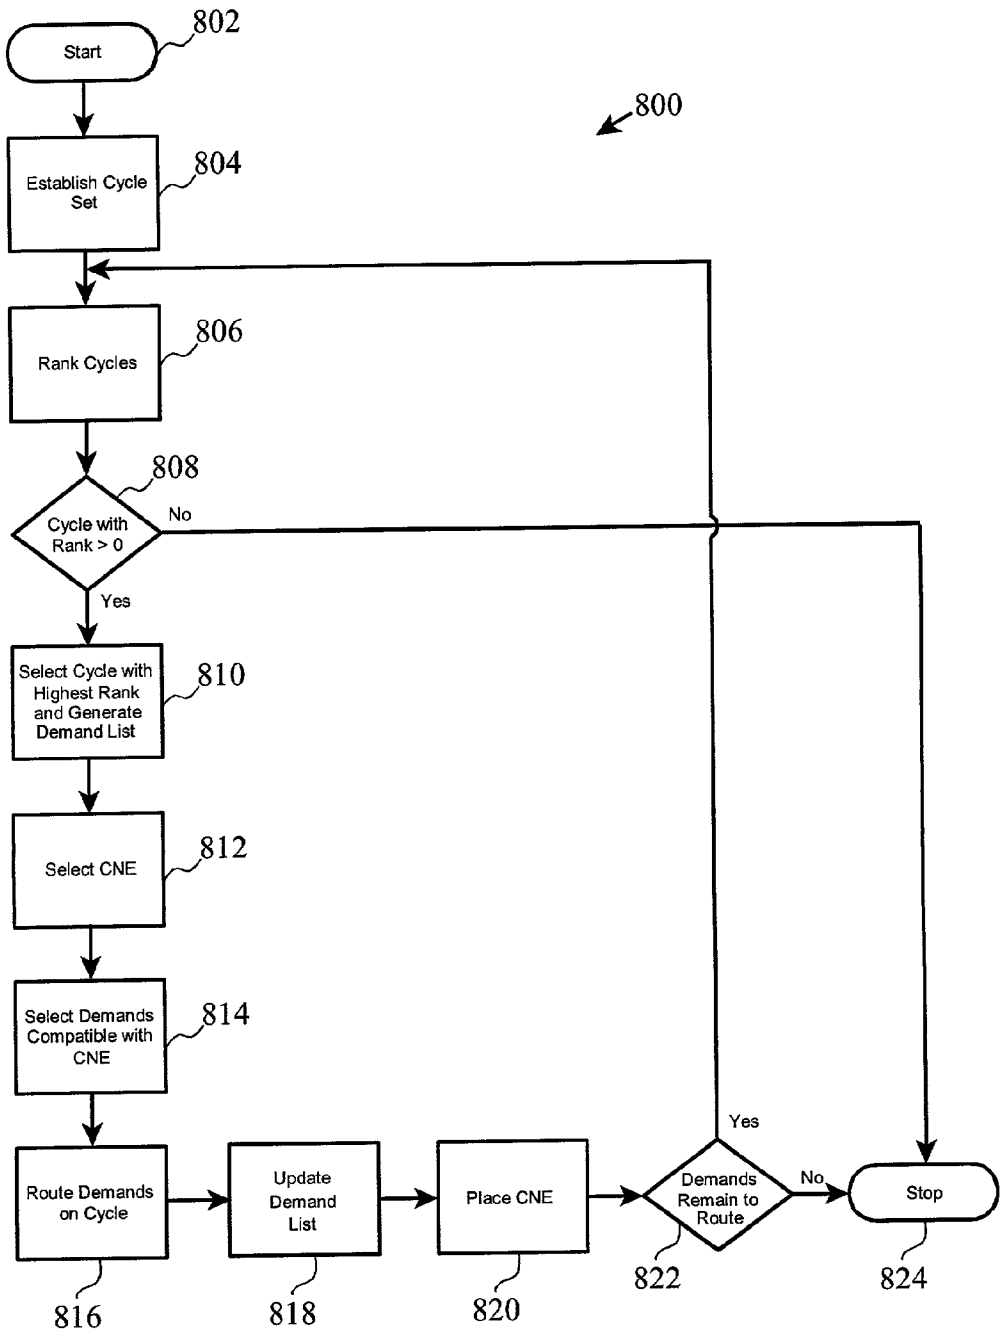 Start
802
800
Establish Cycle
Set
804
Rank Cycles
806
Cycle with
Rank > 0
808
No
Yes
Select Cycle with
Highest Rank
and Generate
Demand List
810
Select CNE
812
Select Demands
Compatible with
CNE
814
Route Demands
on Cycle
816
Update
Demand
List
818
Place CNE
820
Demands
Remain to
Route
822
Yes
No
Stop
824